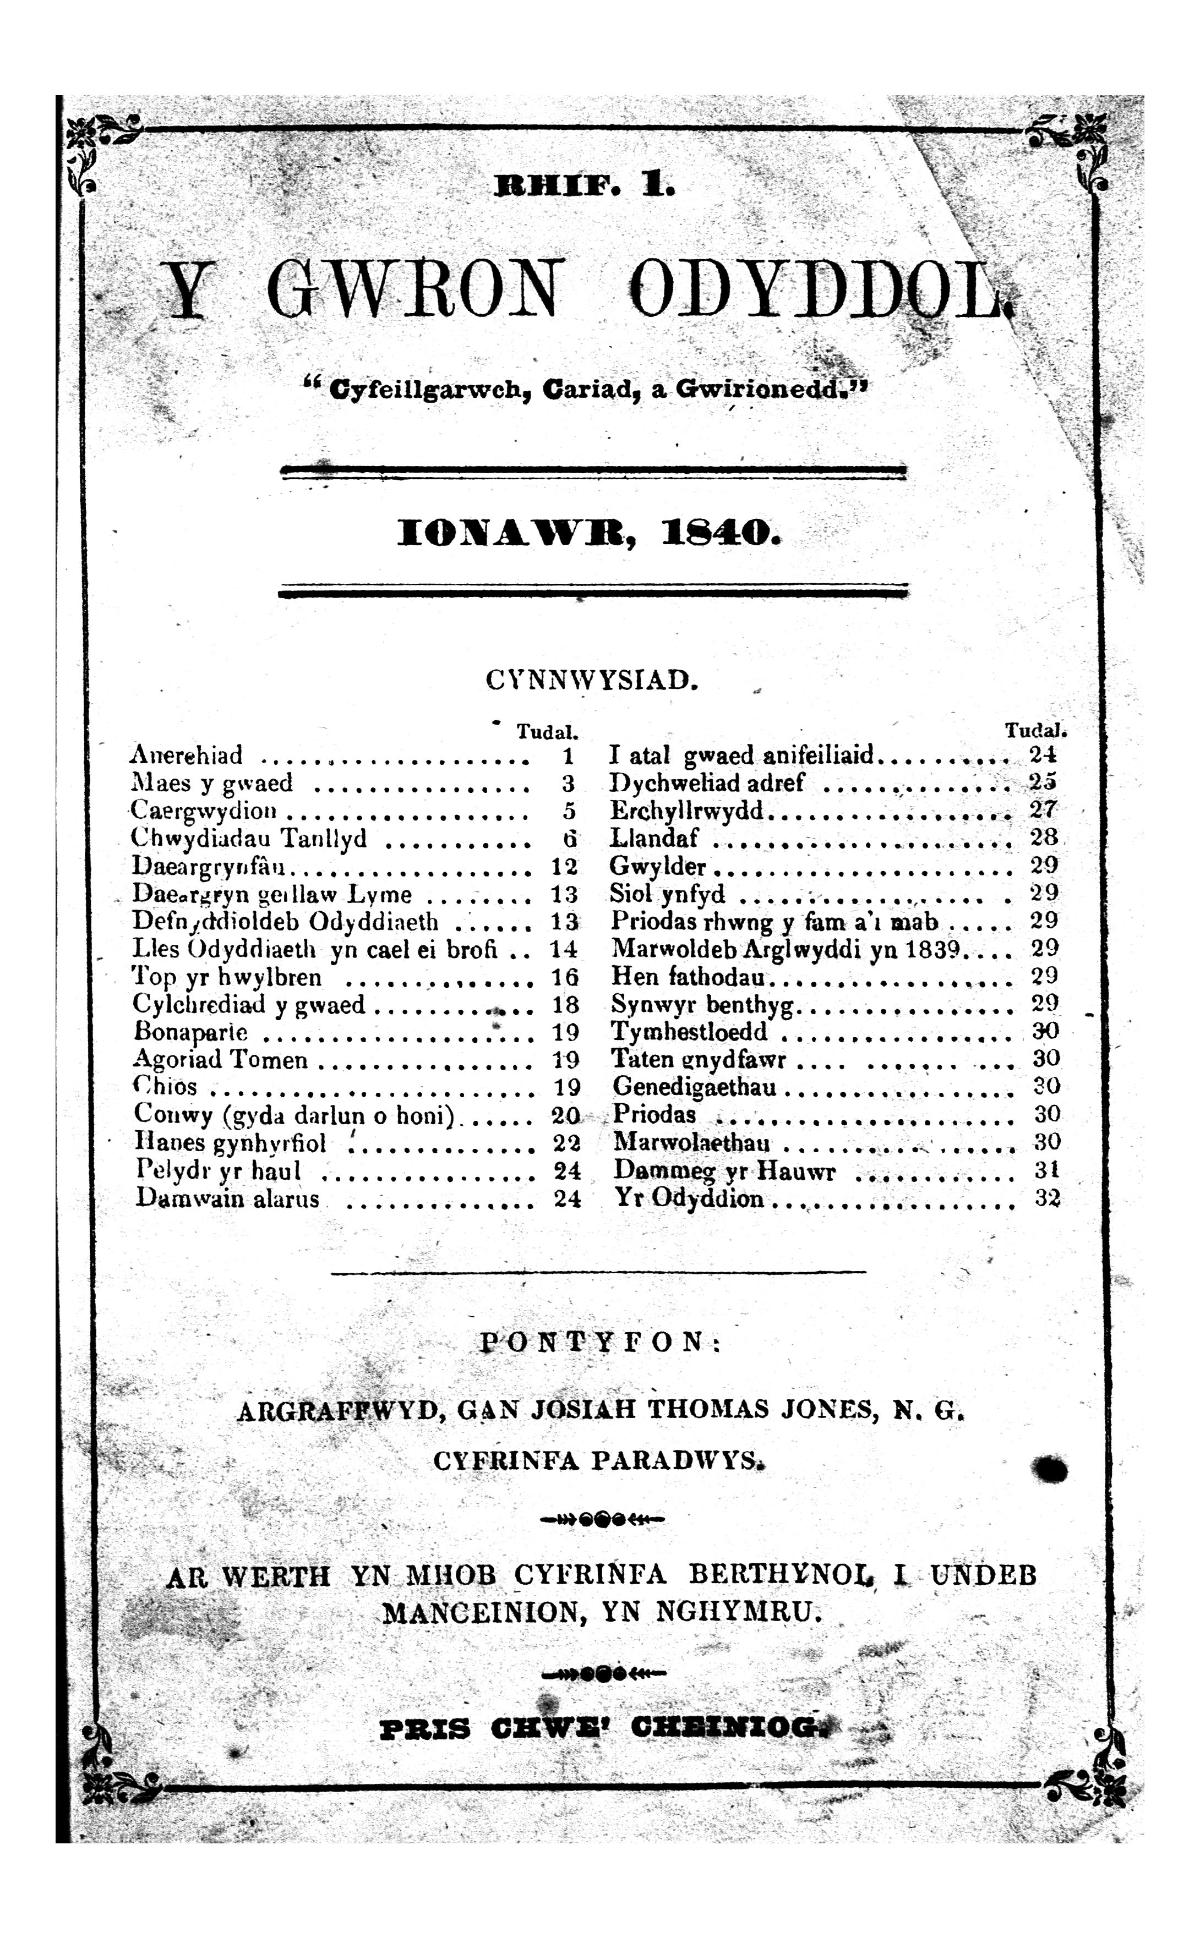 RHIF. 1.
Y GWRON ODYDDOL.
“Cyfeillgarwch, Cariad, a Gwirionedd.”
IONAWR, 1840.
CYNNWYSIAD.
Tudal.
Anerchiad .................... 1
Maes y gwaed ................ 3
Caergwydion .................. 5
Chwydiadau Tanllyd ........... 6
Daeargrynfâu.................. 12
Daeargryn gerllaw Lyme ........ 13
Defnyddioldeb Odyddiaeth ...... 13
Lles Odyddiaeth yn cael ei brofi .. 14
Top yr hwylbren .............. 16
Cylchrediad y gwaed ............ 18
Bonaparte .................... 19
Agoriad Tomen ................ 19
Chios ........................ 19
Conwy (gyda darlun o honi) ...... 20
Hanes gynhyrfiol .............. 22
Pelydr yr haul ................ 24
Damwain alarus .............. 24
Tudal.
I atal gwaed anifeiliaid.......... 24
Dychweliad adref .............. 25
Erchyllrwydd.................. 27
Llandaf ...................... 28
Gwylder ...................... 29
Siol ynfyd .................... 29
Priodas rhwng y fam a'i mab ..... 29
Marwoldeb Arglwyddi yn 1839.... 29
Hen fathodau.................. 29
Synwyr benthyg................ 29
Tymhestloedd ................. 30
Taten gnydfawr .... ....... ... 30
Genedigaethau ................. 30
Priodas ...................... 30
Marwolaethau ................. 30
Dammeg yr Hauwr ............ 31
Yr Odyddion.................. 32
PONTYFON:
ARGRAFFWYD, GAN JOSIAH THOMAS JONES, N. G.
CYFRINFA PARADWYS.
AR WERTH YN MHOB CYFRINFA BERTHYNOL I UNDEB
MANCEINION, YN NGHYMRU.
PRIS CHWE' CHEINIOG.